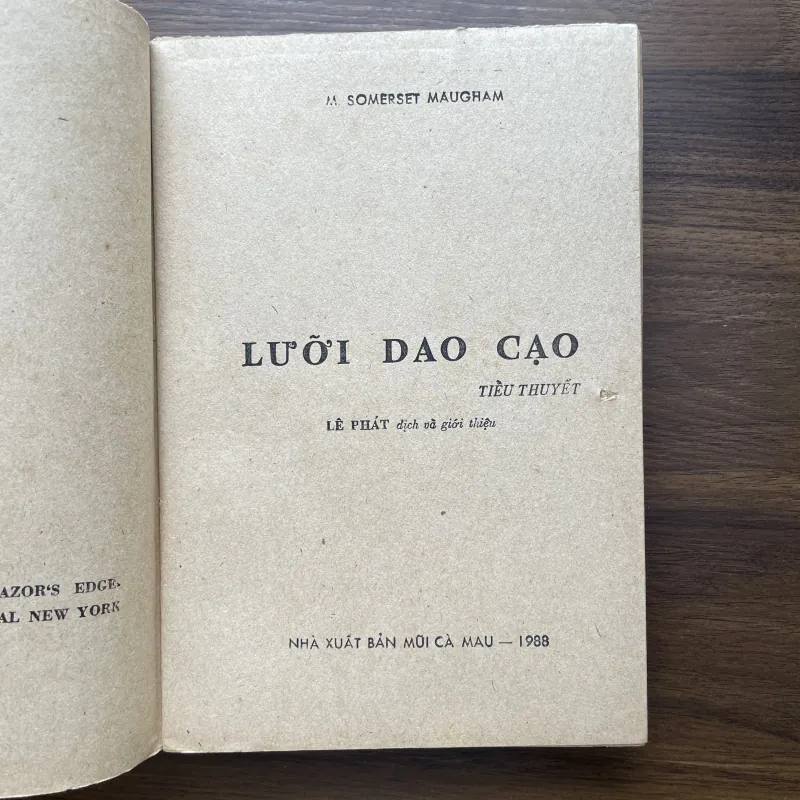 AZOR'S EDGE.
AL NEW YORK
M. SOMERSET MAUGHAM
LƯỠI DAO CẠO
TIỂU THUYẾT
LÊ PHÁT dịch và giới thiệu
NHÀ XUẤT BẢN MŨI CÀ MAU — 1988